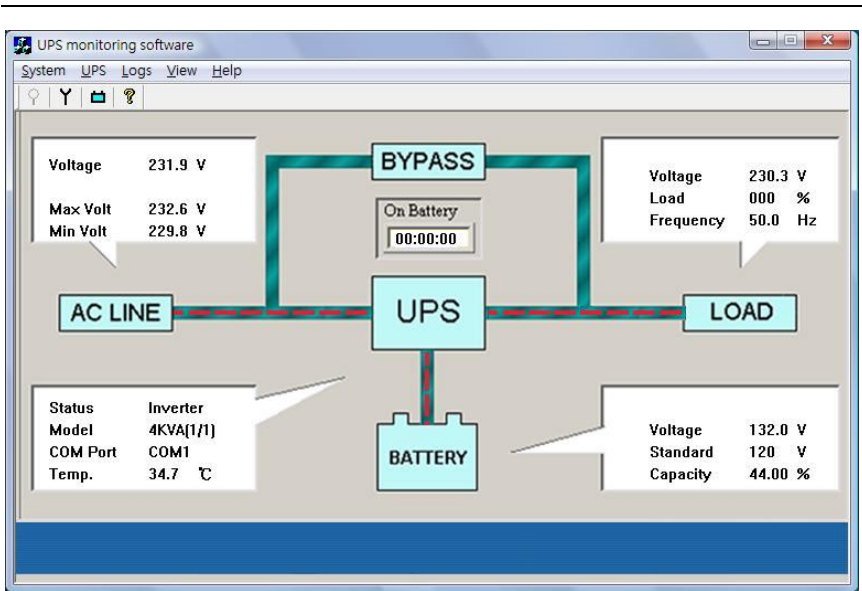 UPS monitoring software
System UPS Logs View Help
Voltage 231.9 V
Max Volt 232.6 V
Min Volt 229.8 V
BYPASS
On Battery
00:00:00
Voltage 230.3 V
Load 000 %
Frequency 50.0 Hz
AC LINE
UPS
LOAD
Status Inverter
Model 4KVA(1/1)
COM Port COM1
Temp. 34.7 ℃
BATTERY
Voltage 132.0 V
Standard 120 V
Capacity 44.00 %